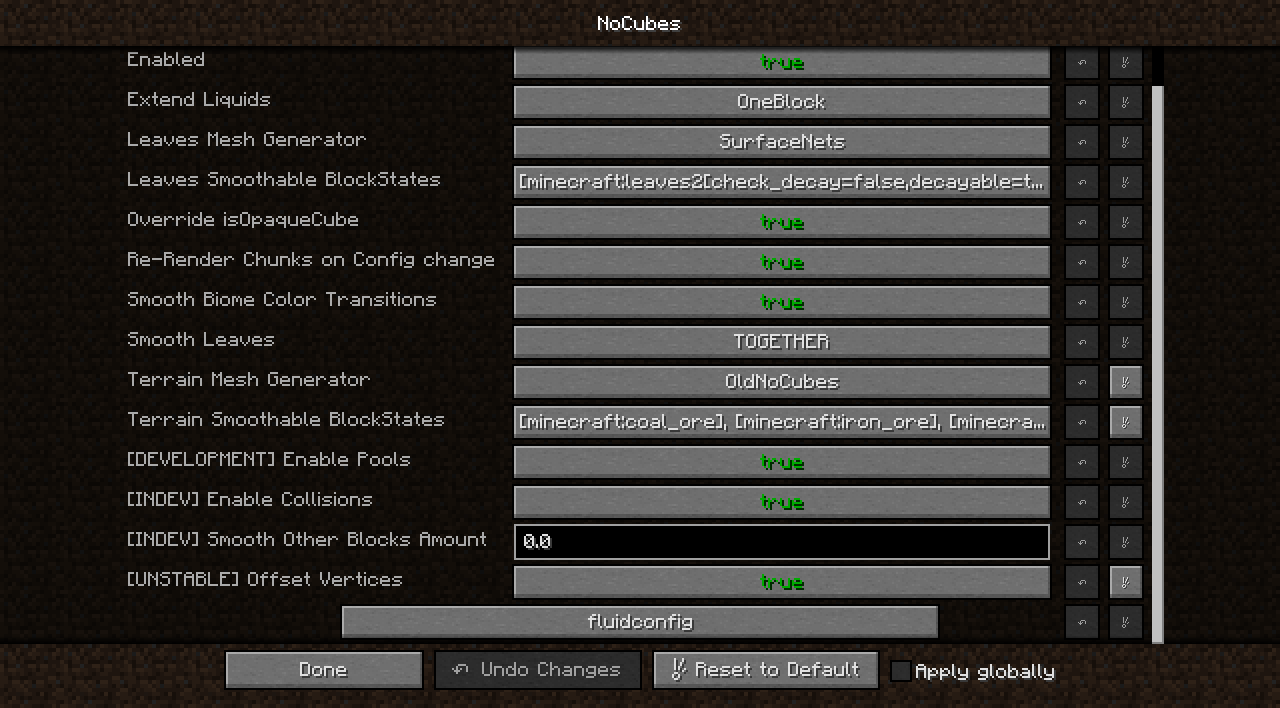 NoCubes
Enabled true
Extend Liquids OneBlock
Leaves Mesh Generator SurfaceNets
Leaves Smoothable BlockStates [minecraft:leaves2[check_decay=false,decayable=t...
Override isOpaqueCube true
Re-Render Chunks on Config change true
Smooth Biome Color Transitions true
Smooth Leaves TOGETHER
Terrain Mesh Generator OldNoCubes
Terrain Smoothable BlockStates [minecraft:coal_ore], [minecraft:iron_ore], [minecra...
[DEVELOPMENT] Enable Pools true
[INDEV] Enable Collisions true
[INDEV] Smooth Other Blocks Amount 0.0
[UNSTABLE] Offset Vertices true
fluidconfig
Done Undo Changes Reset to Default Apply globally